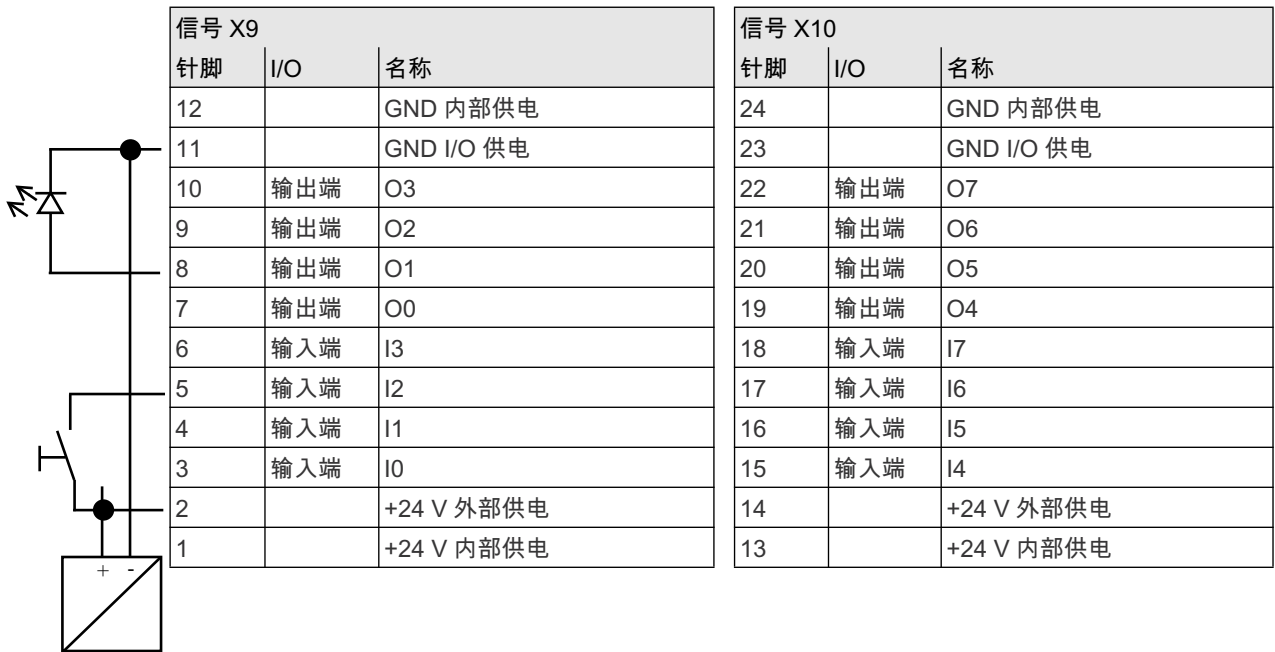 信号 X9
针脚 I/O 名称
12 GND 内部供电
11 GND I/O 供电
10 输出端 O3
9 输出端 O2
8 输出端 O1
7 输出端 O0
6 输入端 I3
5 输入端 I2
4 输入端 I1
3 输入端 I0
2 +24 V 外部供电
1 +24 V 内部供电
+ -
信号 X10
针脚 I/O 名称
24 GND 内部供电
23 GND I/O 供电
22 输出端 O7
21 输出端 O6
20 输出端 O5
19 输出端 O4
18 输入端 I7
17 输入端 I6
16 输入端 I5
15 输入端 I4
14 +24 V 外部供电
13 +24 V 内部供电